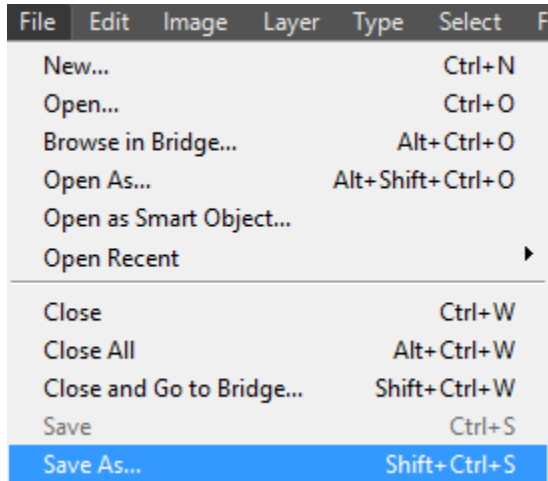 File Edit Image Layer Type Select F
New... Ctrl+N
Open... Ctrl+O
Browse in Bridge... Alt+Ctrl+O
Open As... Alt+Shift+Ctrl+O
Open as Smart Object...
Open Recent
Close Ctrl+W
Close All Alt+Ctrl+W
Close and Go to Bridge... Shift+Ctrl+W
Save Ctrl+S
Save As... Shift+Ctrl+S